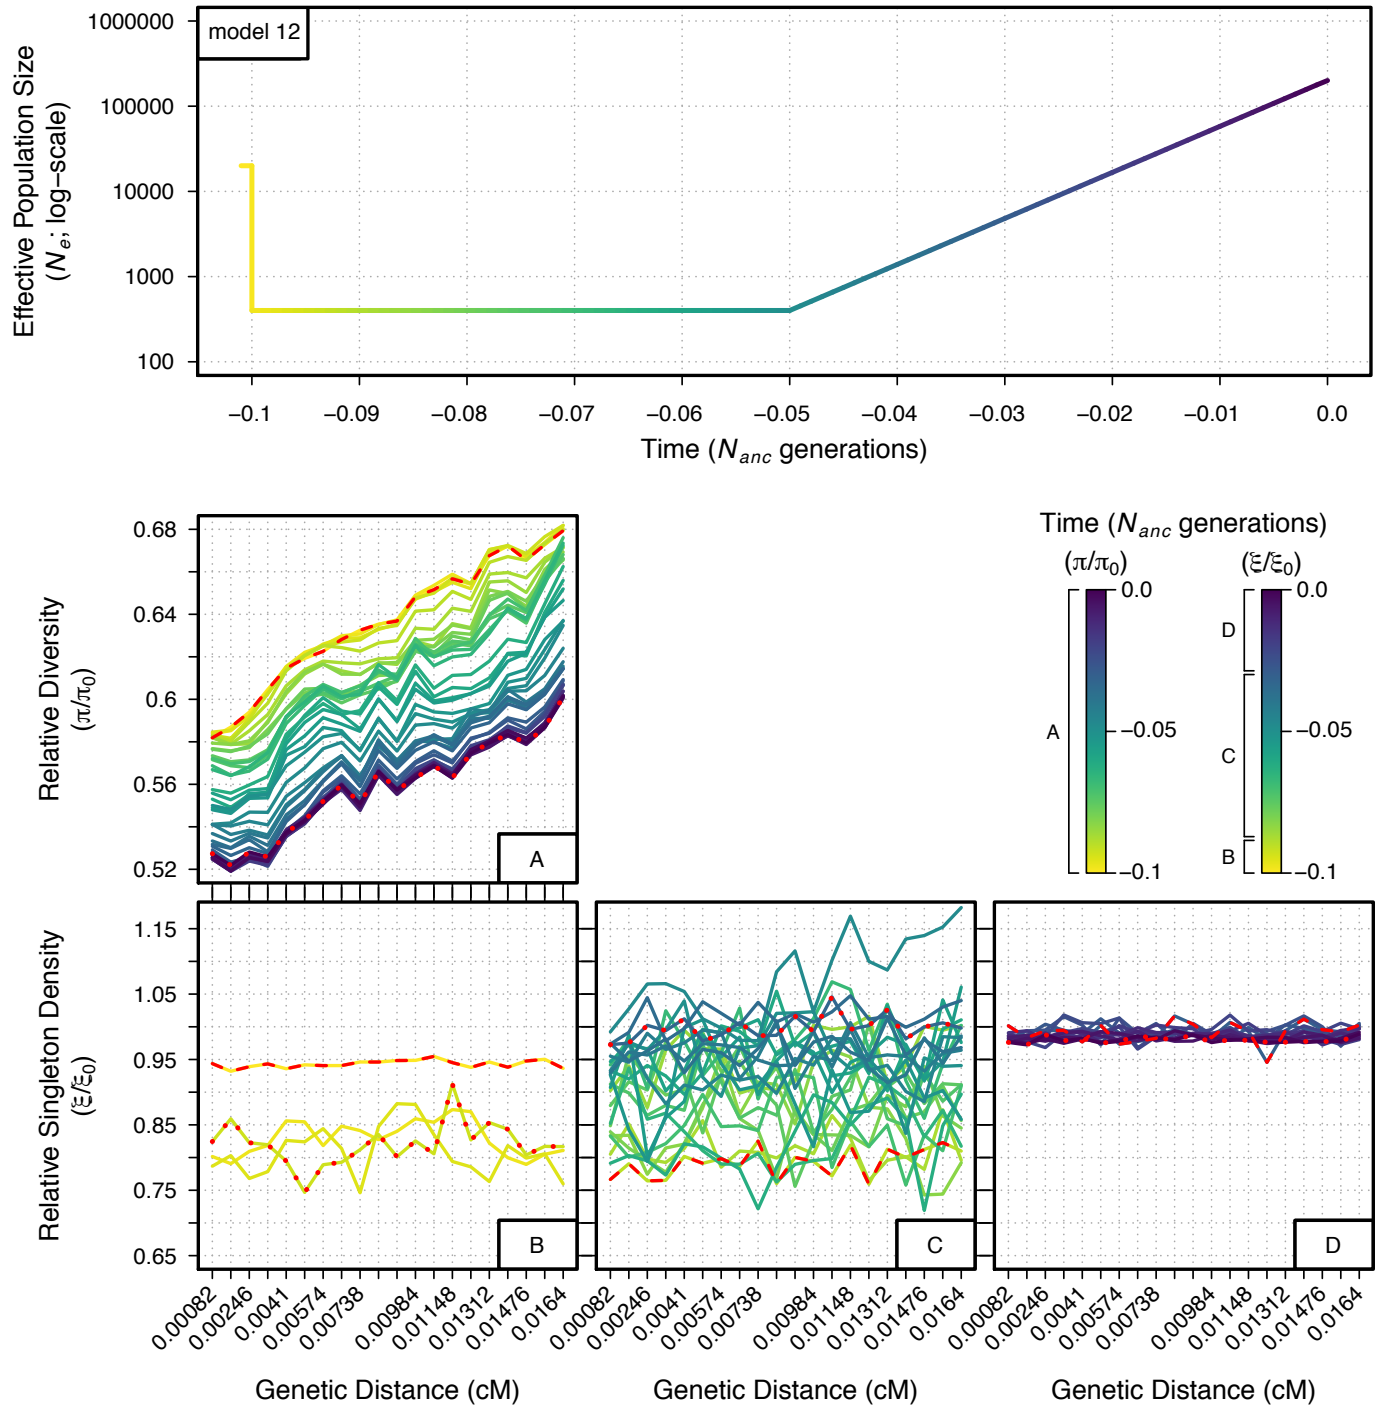 model 12
Effective Population Size
(N e ; log−scale)
1000000
100000
10000
1000
100
−0.1 −0.09 −0.08 −0.07 −0.06 −0.05 −0.04 −0.03 −0.02 −0.01 0.0
Time (N anc generations)
Relative Diversity
(π/π0)
0.68
0.64
0.6
0.56
0.52
A
Time (N anc generations)
(π/π0) (ξ/ξ0)
A
0.0
−0.05
−0.1
D
C
B
0.0
−0.05
−0.1
Relative Singleton Density
(ξ/ξ0)
1.15
1.05
0.95
0.85
0.75
0.65
B
C
D
0.00082 0.00246 0.0041 0.00574 0.00738 0.00984 0.01148 0.01312 0.01476 0.0164
0.00082 0.00246 0.0041 0.00574 0.00738 0.00984 0.01148 0.01312 0.01476 0.0164
0.00082 0.00246 0.0041 0.00574 0.00738 0.00984 0.01148 0.01312 0.01476 0.0164
Genetic Distance (cM)
Genetic Distance (cM)
Genetic Distance (cM)